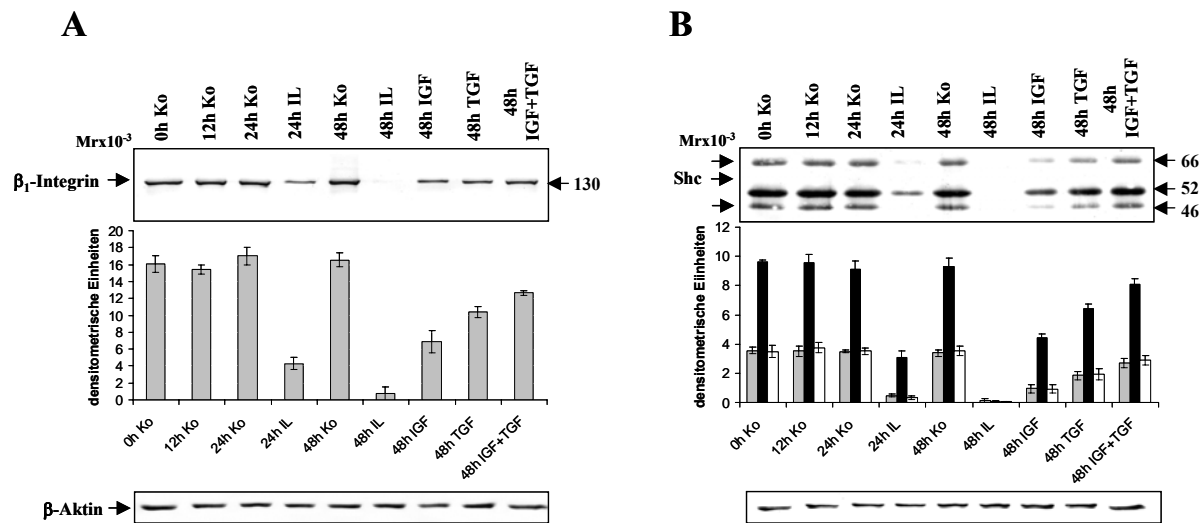 A
0h Ko
12h Ko
24h Ko
24h IL
48h Ko
48h IL
48h IGF
48h TGF
48h
IGF+TGF
Mrx10-3
β1-Integrin
130
densitometrische Einheiten
20
18
16
14
12
10
8
6
4
2
0
0h Ko
12h Ko
24h Ko
24h IL
48h Ko
48h IL
48h IGF
48h TGF
48h IGF+TGF
β-Aktin
B
0h Ko
12h Ko
24h Ko
24h IL
48h Ko
48h IL
48h IGF
48h TGF
48h
IGF+TGF
Mrx10-3
Shc
66
52
46
densitometrische EIinheiten
12
10
8
6
4
2
0
0h Ko
12h Ko
24h Ko
24h IL
48h Ko
48h IL
48h IGF
48h TGF
48h IGF+TGF